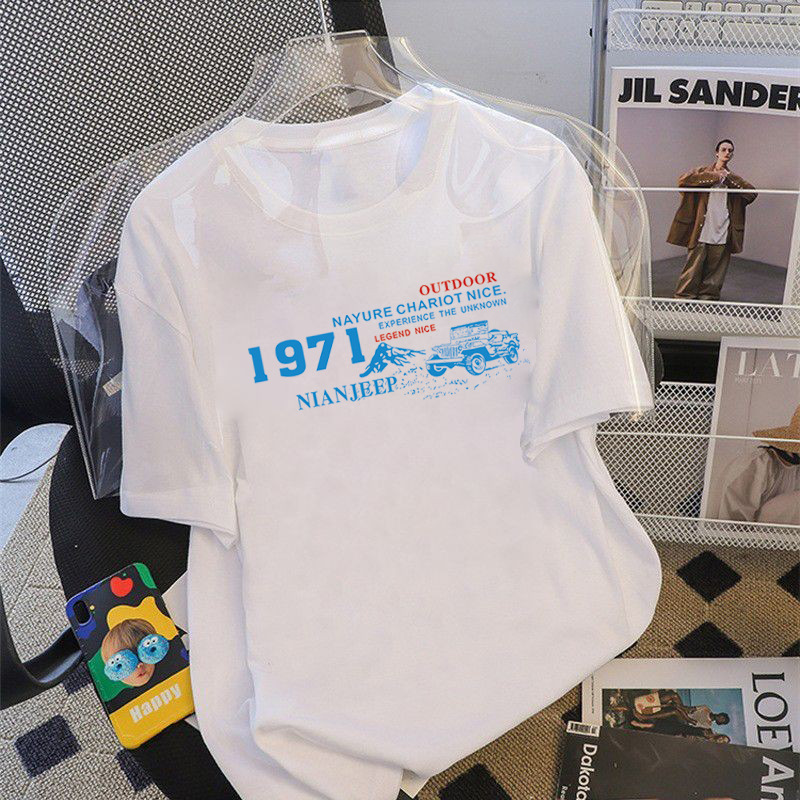 JIL SANDER
OUTDOOR
NAYURE CHARIOT NICE.
EXPERIENCE THE UNKNOWN
LEGEND NICE
1971
NIANJEEP
LAT
Happy
LOE
Dakota